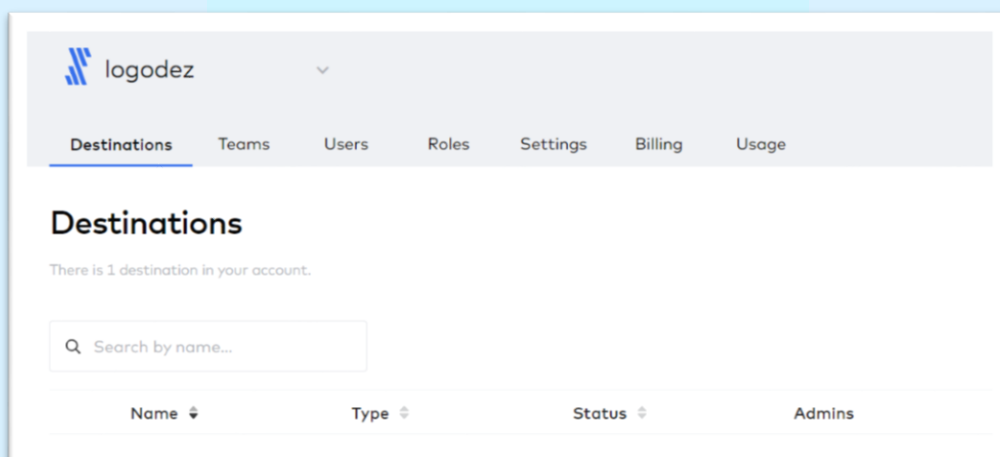 logodez
Destinations Teams Users Roles Settings Billing Usage
Destinations
There is 1 destination in your account.
Search by name...
Name Type Status Admins